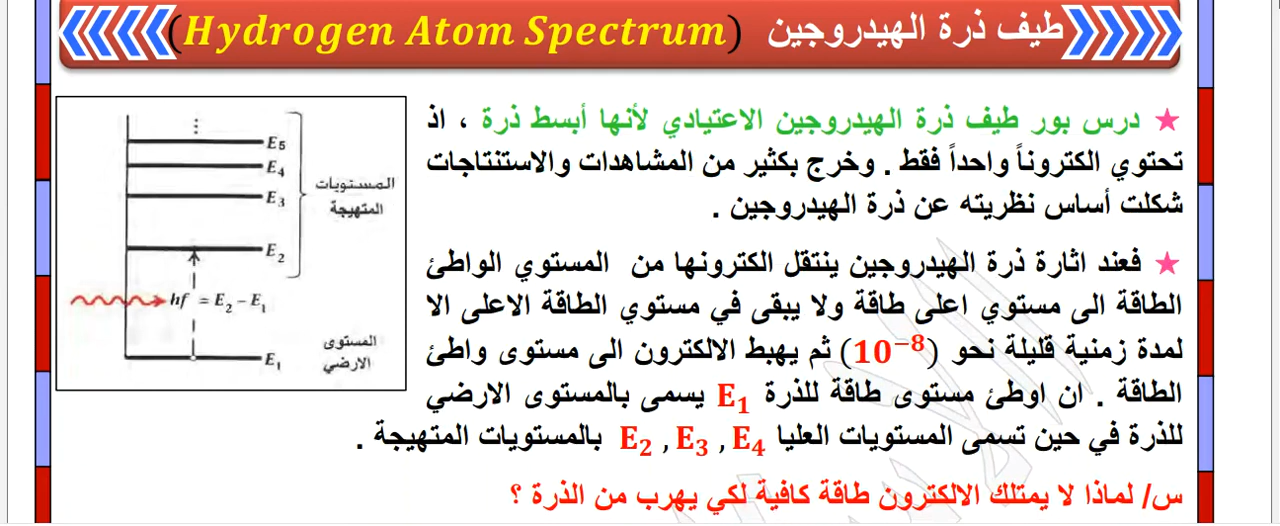 طيف ذرة الهيدروجين (Hydrogen Atom Spectrum)
★ درس بور طيف ذرة الهيدروجين الاعتيادي لأنها أبسط ذرة ، اذ
تحتوي الكتروناً واحداً فقط . وخرج بكثير من المشاهدات والاستنتاجات
شكلت أساس نظريته عن ذرة الهيدروجين .
★ فعند اثارة ذرة الهيدروجين ينتقل الكترونها من المستوي الواطئ
الطاقة الى مستوي اعلى طاقة ولا يبقى في مستوي الطاقة الاعلى الا
لمدة زمنية قليلة نحو (10⁻⁸) ثم يهبط الالكترون الى مستوى واطئ
الطاقة . ان اوطئ مستوى طاقة للذرة E₁ يسمى بالمستوى الارضي
للذرة في حين تسمى المستويات العليا E₂ , E₃ , E₄ بالمستويات المتهيجة .
س/ لماذا لا يمتلك الالكترون طاقة كافية لكي يهرب من الذرة ؟
E₅
E₄
E₃
المستويات
المتهيجة
E₂
hf = E₂ – E₁
المستوى
الارضي
E₁